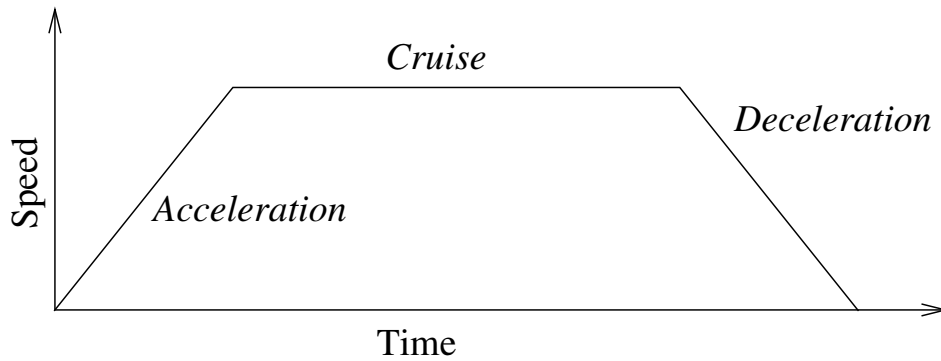 Cruise
Deceleration
Acceleration
Speed
Time